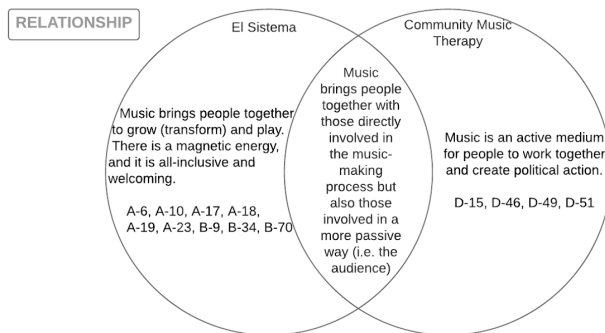 RELATIONSHIP
El Sistema
Community Music
Therapy
Music brings people together
to grow (transform) and play.
There is a magnetic energy,
and it is all-inclusive and
welcoming.
A-6, A-10, A-17, A-18,
A-19, A-23, B-9, B-34, B-70
Music
brings people
together with
those directly
involved in
the music-
making
process but
also those
involved in a
more passive
way (i.e. the
audience)
Music is an active medium
for people to work together
and create political action.
D-15, D-46, D-49, D-51